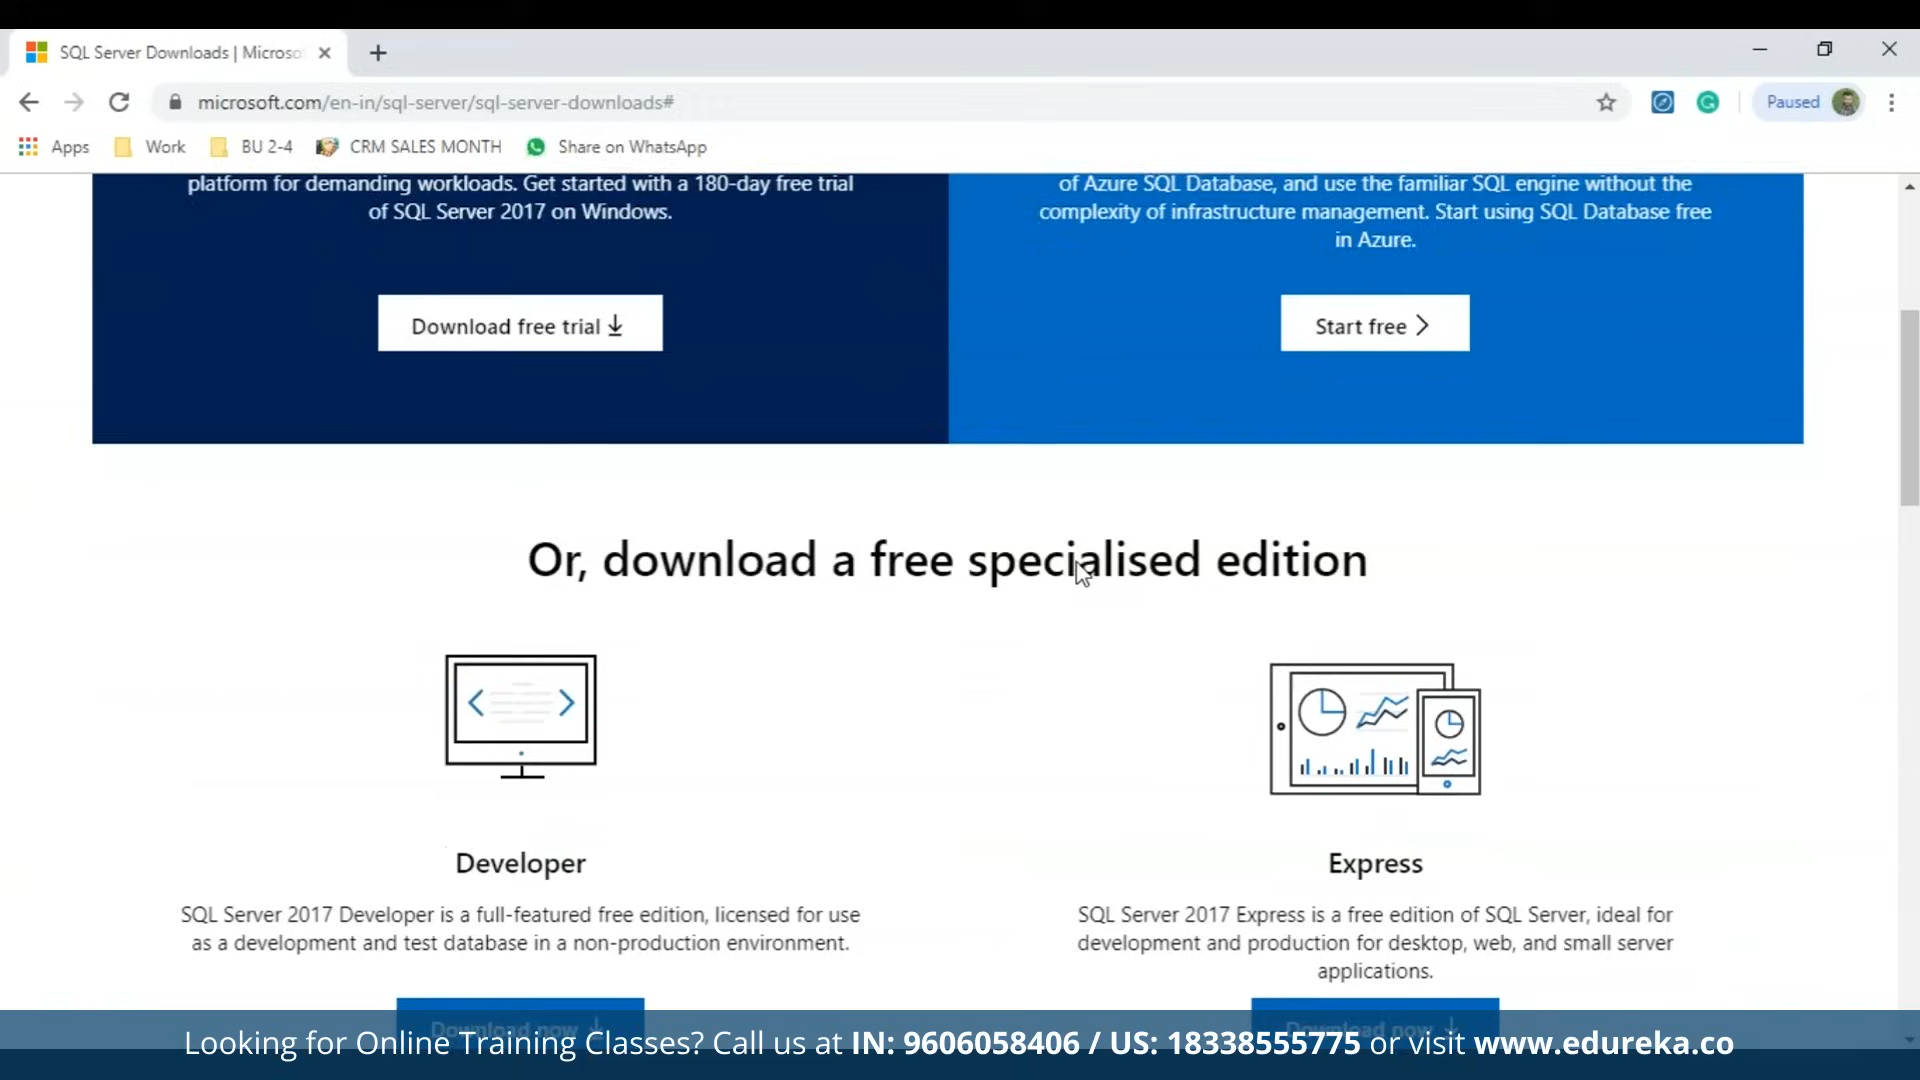 SQL Server Downloads | Microso
microsoft.com/en-in/sql-server/sql-server-downloads#
Paused
Apps
Work
BU 2-4
CRM SALES MONTH
Share on WhatsApp
platform for demanding workloads. Get started with a 180-day free trial
of SQL Server 2017 on Windows.
Download free trial
of Azure SQL Database, and use the familiar SQL engine without the
complexity of infrastructure management. Start using SQL Database free
in Azure.
Start free
Or, download a free specialised edition
Developer
SQL Server 2017 Developer is a full-featured free edition, licensed for use
as a development and test database in a non-production environment.
Download now
Express
SQL Server 2017 Express is a free edition of SQL Server, ideal for
development and production for desktop, web, and small server
applications.
Download now
Looking for Online Training Classes? Call us at IN: 9606058406 / US: 18338555775 or visit www.edureka.co